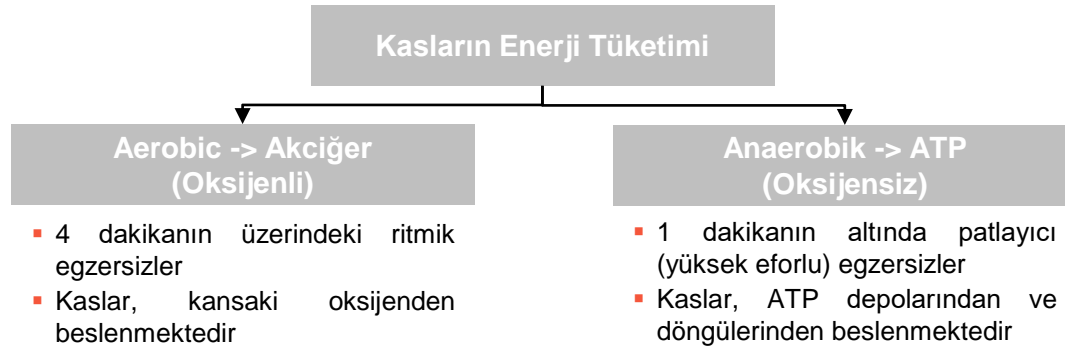 Kasların Enerji Tüketimi
Aerobic -> Akciğer
(Oksijenli)
▪ 4 dakikanın üzerindeki ritmik
egzersizler
▪ Kaslar, kansaki oksijenden
beslenmektedir
Anaerobik -> ATP
(Oksijensiz)
▪ 1 dakikanın altında patlayıcı
(yüksek eforlu) egzersizler
▪ Kaslar, ATP depolarından ve
döngülerinden beslenmektedir